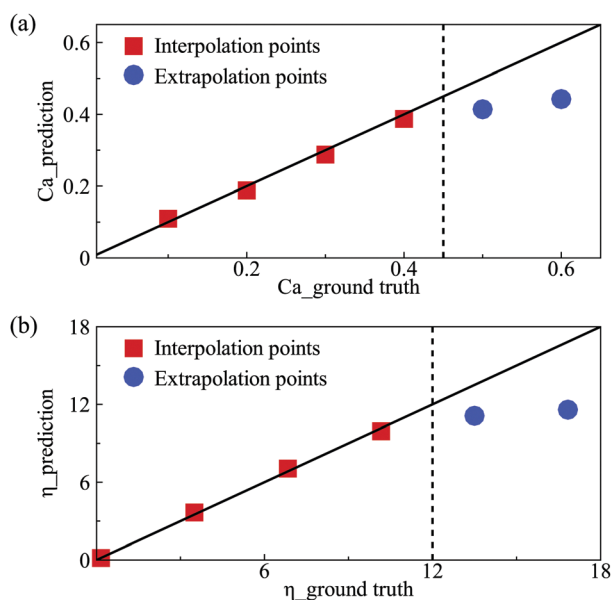 (a)
0.6
Interpolation points
Extrapolation points
0.4
Ca_prediction
0.2
0
0.2
0.4
0.6
Ca_ground truth
(b)
18
Interpolation points
Extrapolation points
12
η_prediction
6
0
6
12
18
η_ground truth